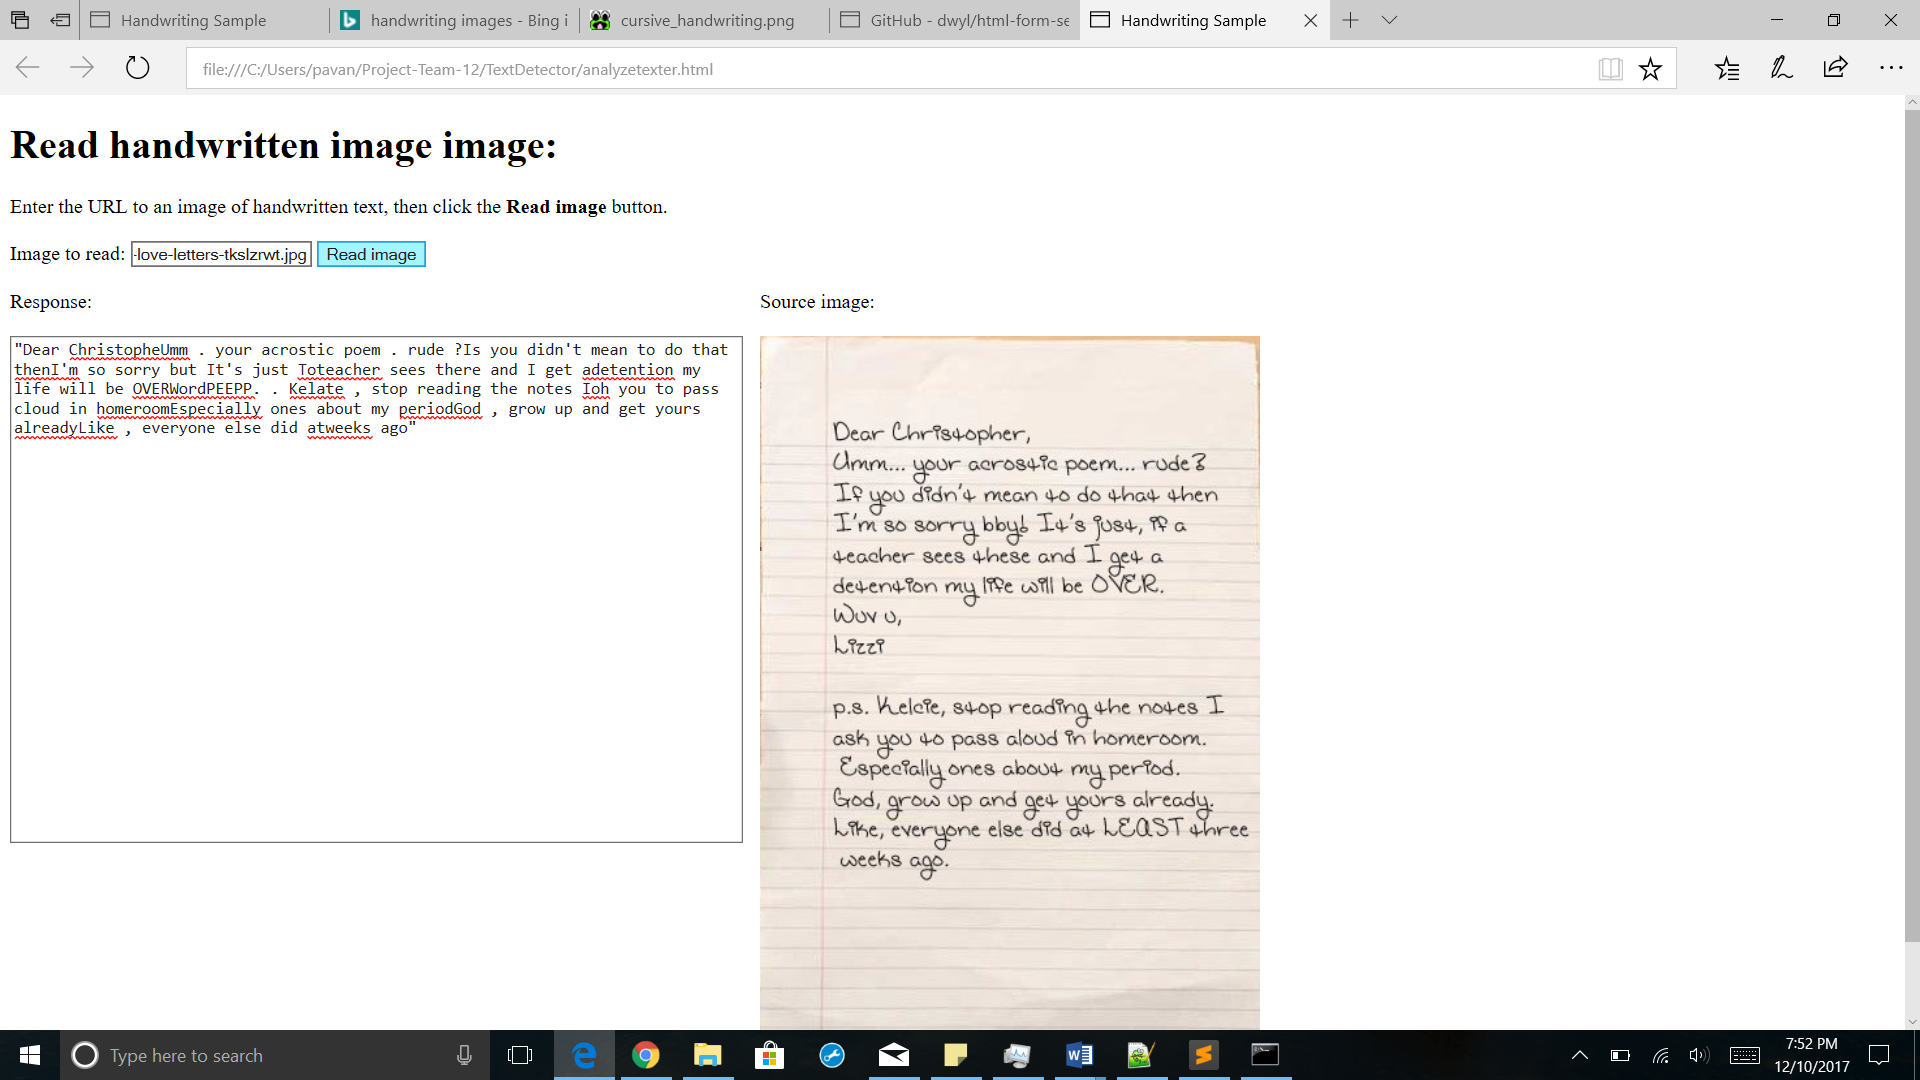 Handwriting Sample
handwriting images - Bing i
cursive_handwriting.png
GitHub - dwyl/html-form-se
Handwriting Sample
file:///C:/Users/pavan/Project-Team-12/TextDetector/analyzetexter.html
Read handwritten image image:
Enter the URL to an image of handwritten text, then click the Read image button.
Image to read: -love-letters-tkslzrwt.jpg Read image
Response:
"Dear ChristopheUmm . your acrostic poem . rude ?Is you didn't mean to do that
thenI'm so sorry but It's just Toteacher sees there and I get adetention my
life will be OVERWordPEEPP. . Kelate , stop reading the notes Ioh you to pass
cloud in homeroomEspecially ones about my periodGod , grow up and get yours
alreadyLike , everyone else did atweeks ago"
Source image:
Dear Christopher,
Umm... your acrostic poem... rude?
If you didn't mean to do that then
I'm so sorry bby! It's just, if a
teacher sees these and I get a
detention my life will be OVER.
Wuv u,
Lizzi
p.s. Kelcie, stop reading the notes I
ask you to pass aloud in homeroom.
Especially ones about my period.
God, grow up and get yours already.
Like, everyone else did at LEAST three
weeks ago.
Type here to search
7:52 PM
12/10/2017